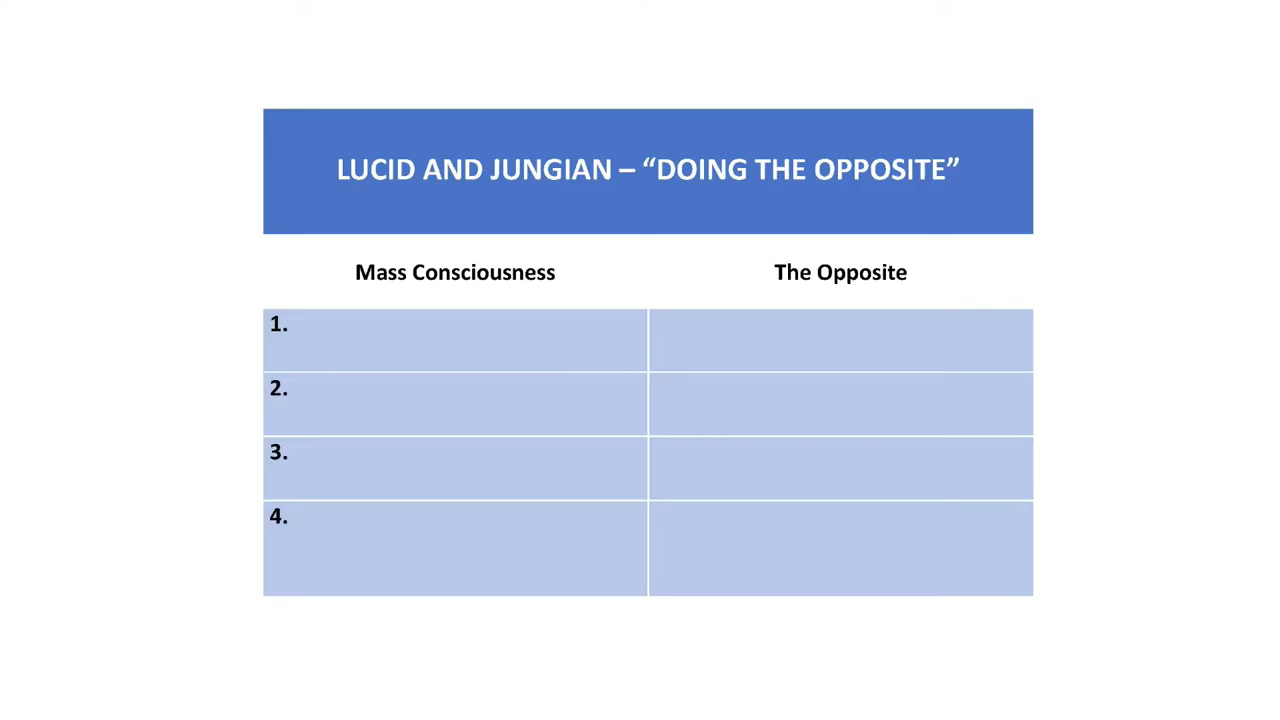 LUCID AND JUNGIAN – “DOING THE OPPOSITE”
Mass Consciousness
The Opposite
1.
2.
3.
4.